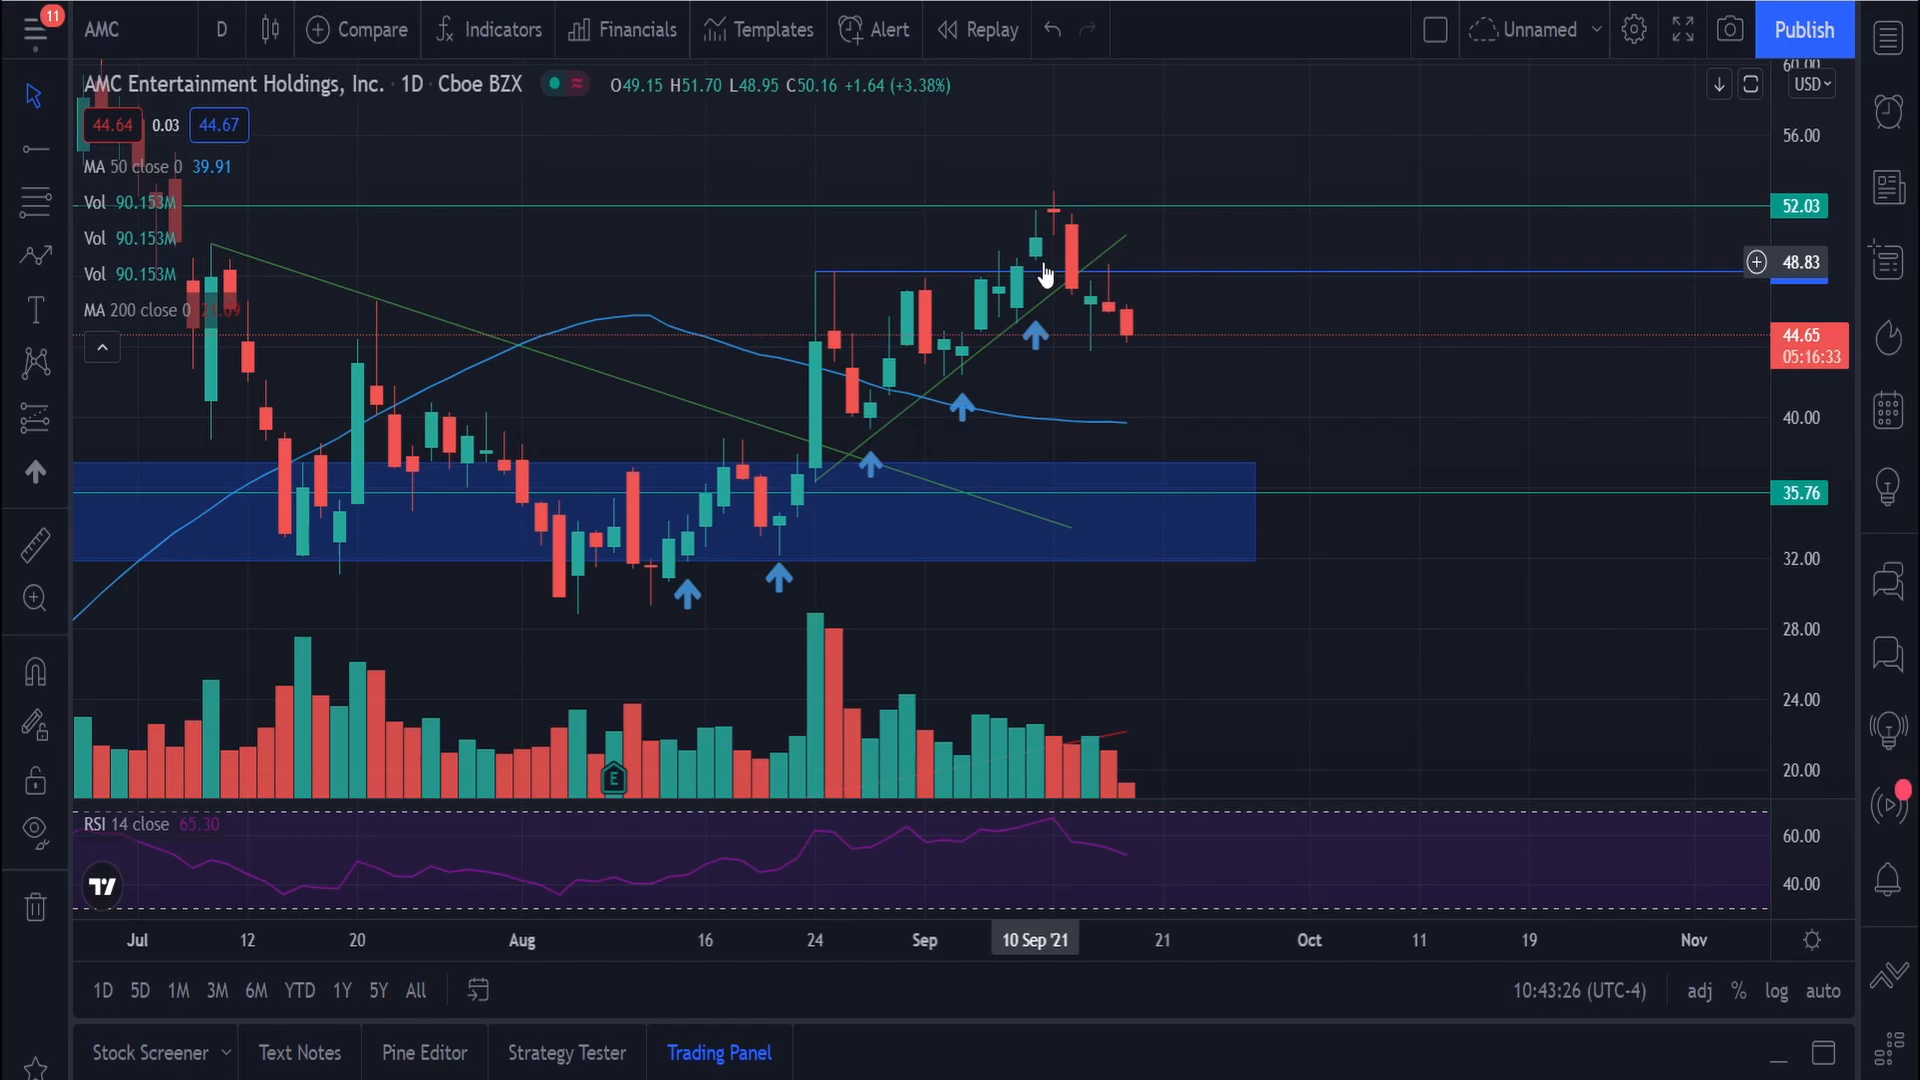 11
AMC
D
Compare
Indicators
Financials
Templates
Alert
Replay
Unnamed
Publish
AMC Entertainment Holdings, Inc. · 1D · Cboe BZX
O49.15 H51.70 L48.95 C50.16 +1.64 (+3.38%)
USD
44.64 0.03 44.67
MA 50 close 0 39.91
Vol 90.153M
Vol 90.153M
Vol 90.153M
MA 200 close 0
60.00
56.00
52.03
48.83
44.65
05:16:33
40.00
35.76
32.00
28.00
24.00
20.00
E
RSI 14 close 65.30
60.00
40.00
Jul 12 20 Aug 16 24 Sep 10 Sep '21 21 Oct 11 19 Nov
1D 5D 1M 3M 6M YTD 1Y 5Y All
10:43:26 (UTC-4)
adj % log auto
Stock Screener
Text Notes
Pine Editor
Strategy Tester
Trading Panel